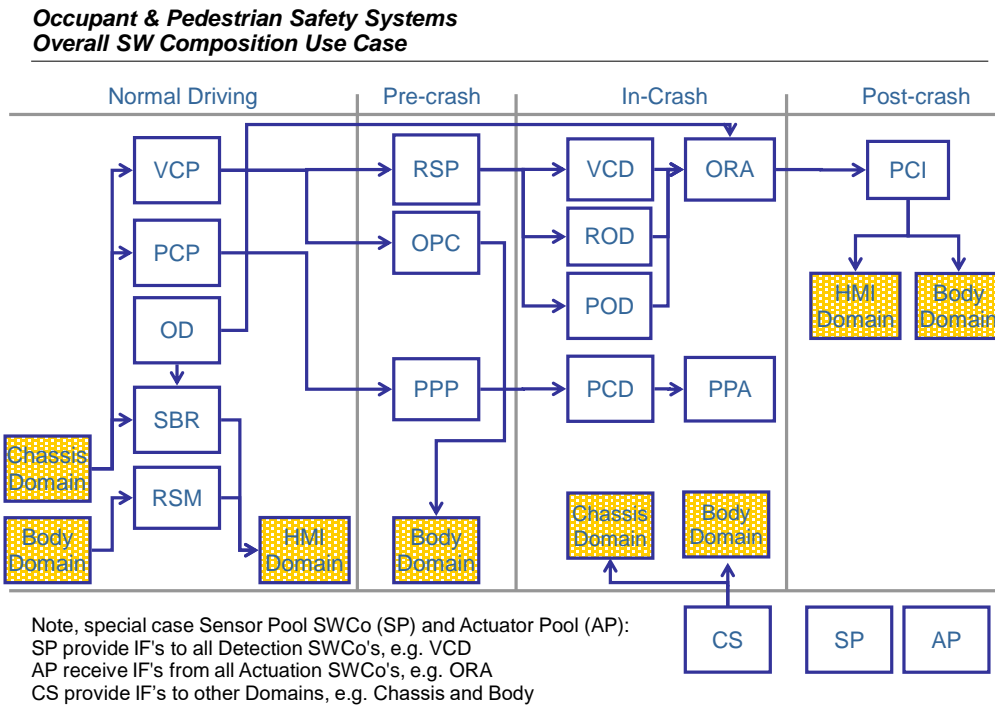 Occupant & Pedestrian Safety Systems
Overall SW Composition Use Case
Normal Driving
Pre-crash
In-Crash
Post-crash
VCP
RSP
VCD
ORA
PCI
PCP
OPC
ROD
HMI
Domain
Body
Domain
OD
POD
SBR
PPP
PCD
PPA
Chassis
Domain
RSM
Body
Domain
HMI
Domain
Body
Domain
Chassis
Domain
Body
Domain
Note, special case Sensor Pool SWCo (SP) and Actuator Pool (AP):
SP provide IF's to all Detection SWCo's, e.g. VCD
AP receive IF's from all Actuation SWCo's, e.g. ORA
CS provide IF's to other Domains, e.g. Chassis and Body
CS
SP
AP